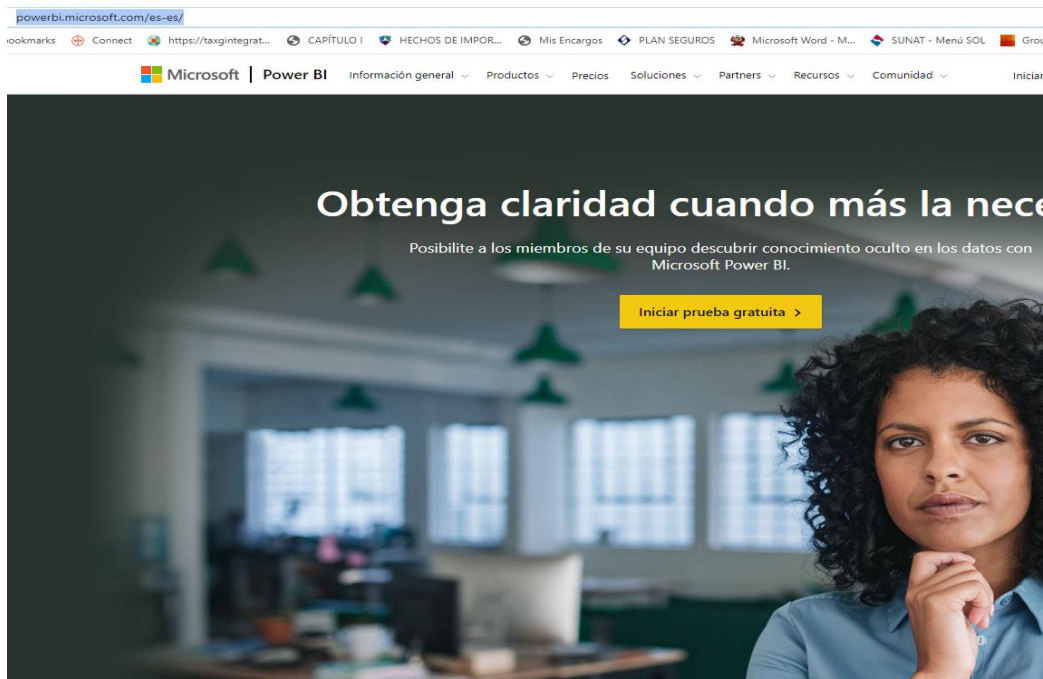 powerbi.microsoft.com/es-es/
ookmarks Connect https://taxgintegrat... CAPÍTULO I HECHOS DE IMPOR... Mis Encargos PLAN SEGUROS Microsoft Word - M... SUNAT - Menú SOL Grou
Microsoft Power BI Información general Productos Precios Soluciones Partners Recursos Comunidad Iniciar
Obtenga claridad cuando más la nece
Posibilite a los miembros de su equipo descubrir conocimiento oculto en los datos con
Microsoft Power BI.
Iniciar prueba gratuita >